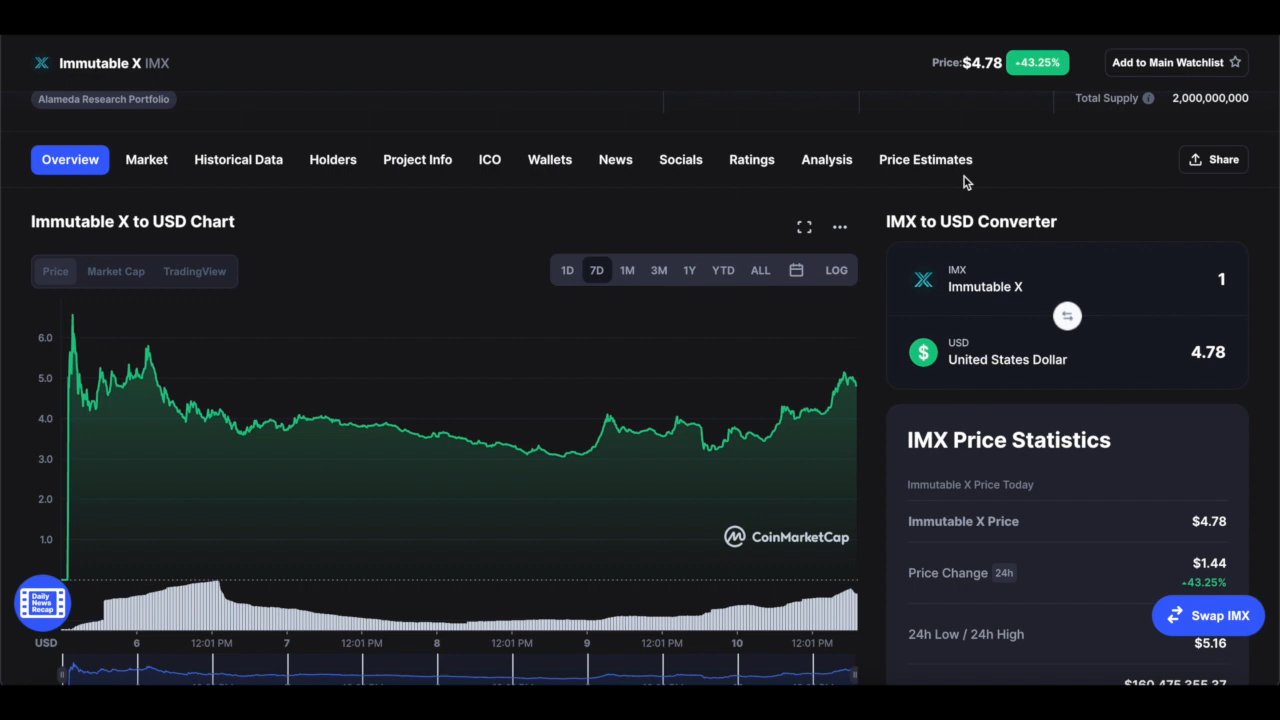 Immutable X IMX
Price:$4.78 43.25%
Add to Main Watchlist
Alameda Research Portfolio
Total Supply 2,000,000,000
Overview Market Historical Data Holders Project Info ICO Wallets News Socials Ratings Analysis Price Estimates
Share
Immutable X to USD Chart
Price Market Cap TradingView
1D 7D 1M 3M 1Y YTD ALL LOG
6.0
5.0
4.0
3.0
2.0
1.0
CoinMarketCap
Daily
News
Recap
USD 6 12:01 PM 7 12:01 PM 8 12:01 PM 9 12:01 PM 10 12:01 PM
IMX to USD Converter
IMX
Immutable X 1
USD
United States Dollar 4.78
IMX Price Statistics
Immutable X Price Today
Immutable X Price $4.78
Price Change 24h $1.44
43.25%
Swap IMX
24h Low / 24h High
$5.16
$160,475,355.37